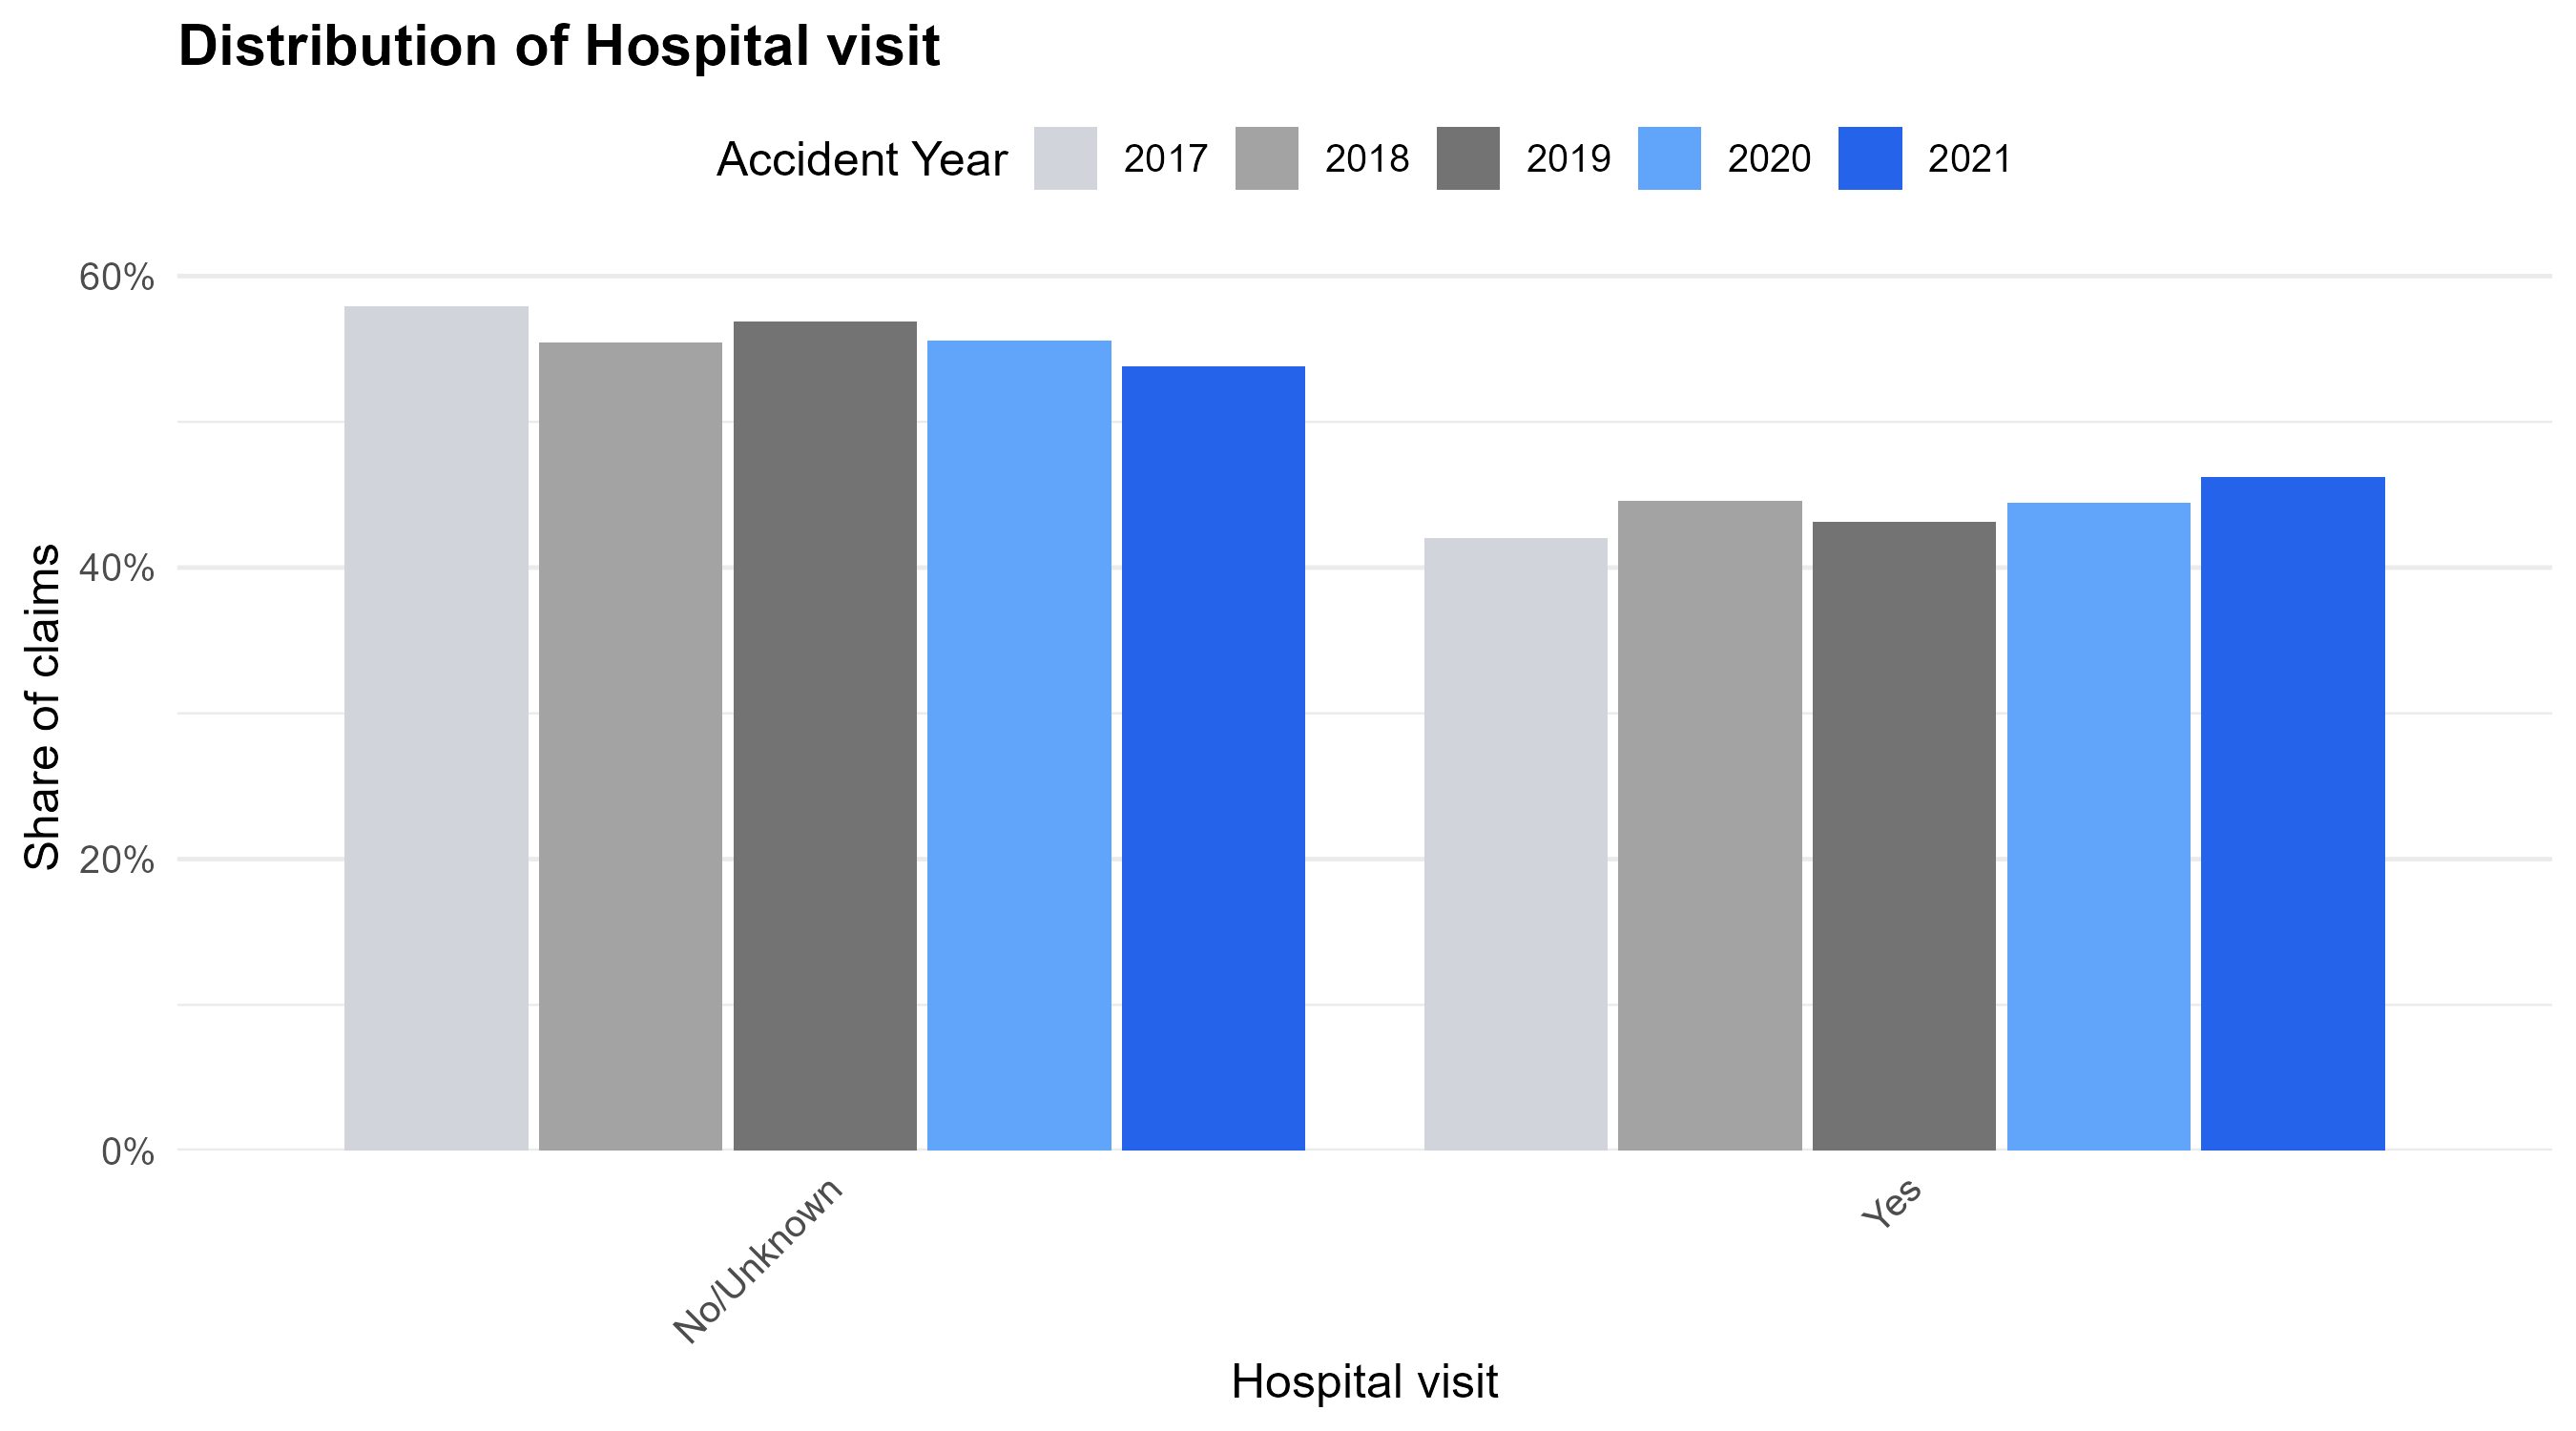 Distribution of Hospital visit
Accident Year 2017 2018 2019 2020 2021
60%
40%
20%
0%
Share of claims
No/Unknown Yes
Hospital visit